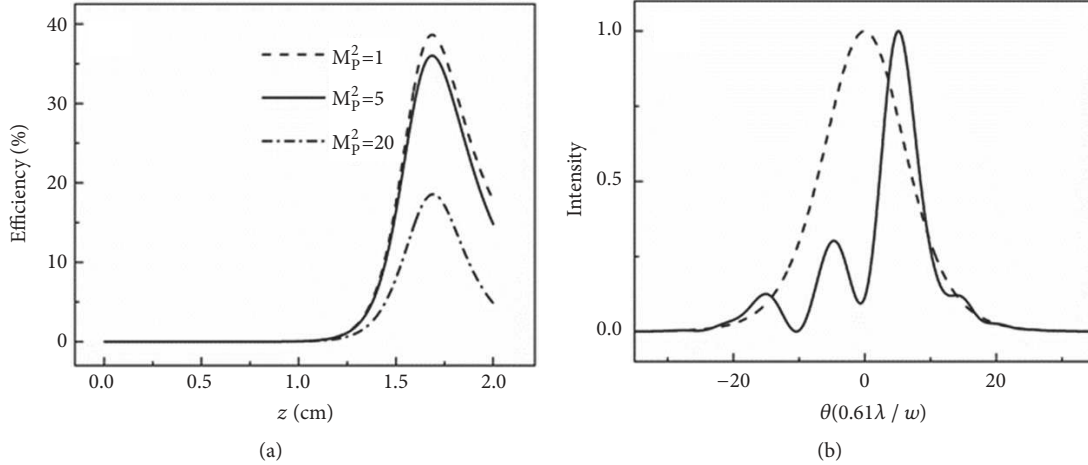 40
30
20
10
0
Efficiency (%)
M_P^2=1
M_P^2=5
M_P^2=20
0.0 0.5 1.0 1.5 2.0
z (cm)
(a)
1.0
0.5
0.0
Intensity
−20 0 20
θ(0.61λ / w)
(b)